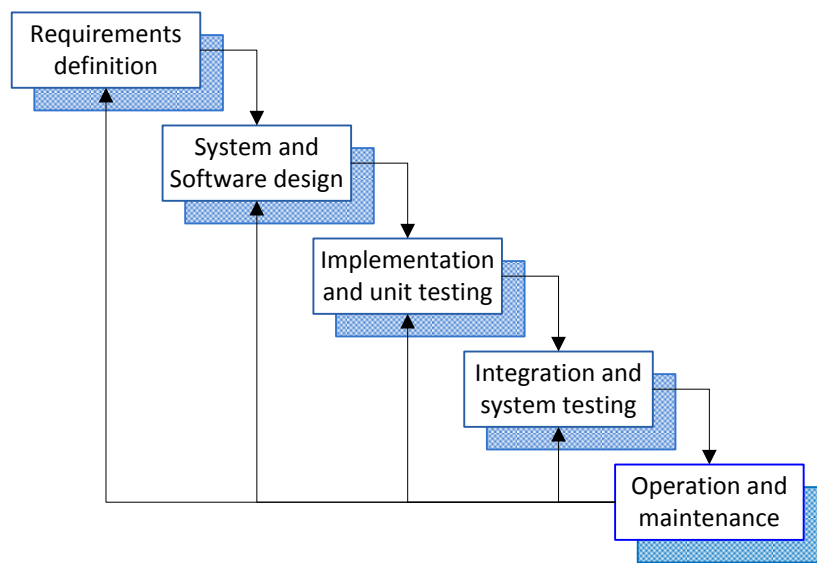 Requirements
definition
System and
Software design
Implementation
and unit testing
Integration and
system testing
Operation and
maintenance